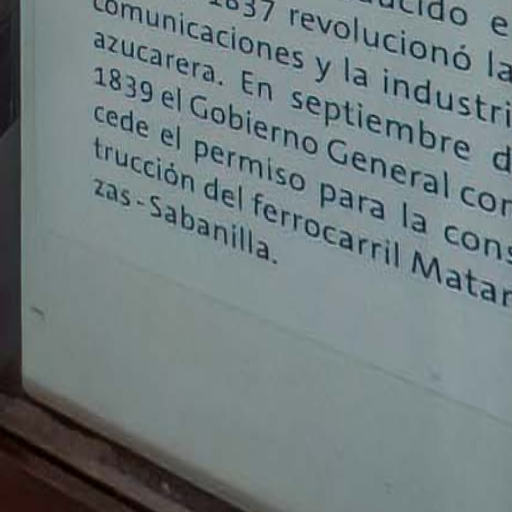 1837 revolucionó la
comunicaciones y la industri
azucarera. En septiembre d
1839 el Gobierno General con
cede el permiso para la cons
trucción del ferrocarril Matan
zas-Sabanilla.